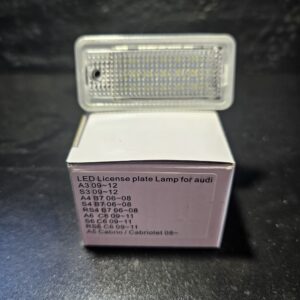 LED License plate Lamp for audi
A3 09~12
S3 09~12
A4 B7 06~08
S4 B7 06~08
RS4 B7 06~08
A6 C6 09~11
S6 C6 09~11
RS6 C6 09~11
A5 Cabrio / Cabriolet 08~